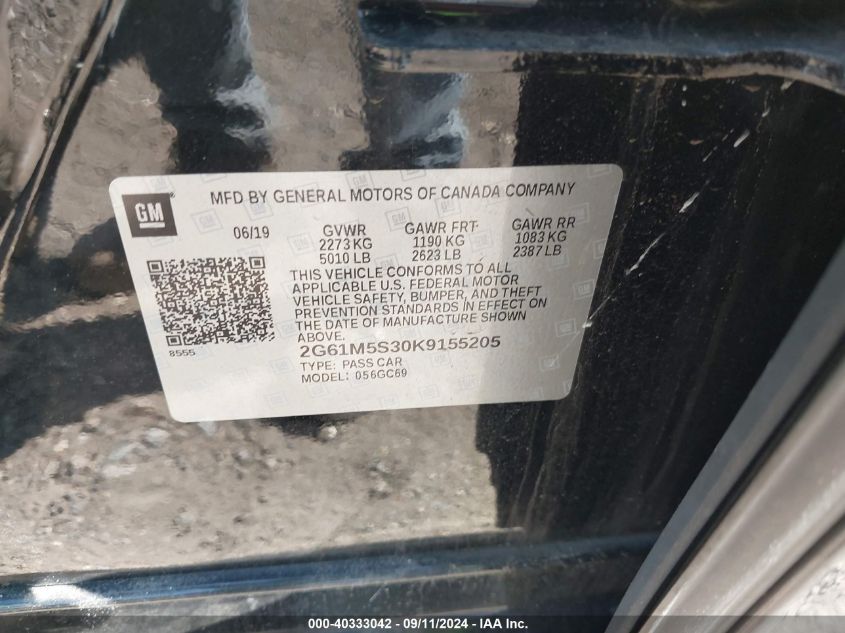 MFD BY GENERAL MOTORS OF CANADA COMPANY
GM
06/19 GVWR GAWR FRT GAWR RR
2273 KG 1190 KG 1083 KG
5010 LB 2623 LB 2387 LB
THIS VEHICLE CONFORMS TO ALL
APPLICABLE U.S. FEDERAL MOTOR
VEHICLE SAFETY, BUMPER, AND THEFT
PREVENTION STANDARDS IN EFFECT ON
THE DATE OF MANUFACTURE SHOWN
ABOVE.
8555
2G61M5S30K9155205
TYPE: PASS CAR
MODEL: 056GC69
000-40333042 - 09/11/2024 - IAA Inc.